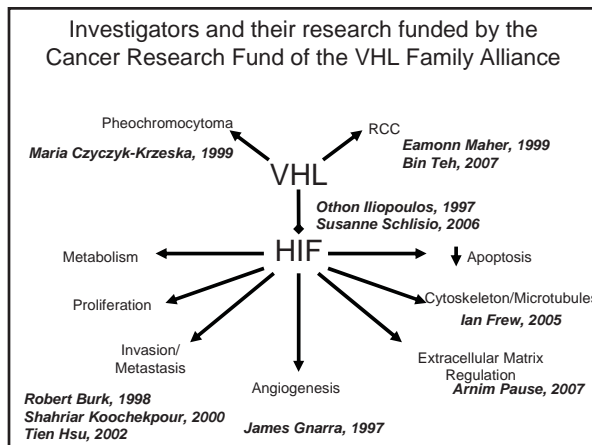 Investigators and their research funded by the
Cancer Research Fund of the VHL Family Alliance
Pheochromocytoma
RCC
Maria Czyczyk-Krzeska, 1999
Eamonn Maher, 1999
Bin Teh, 2007
VHL
Othon Iliopoulos, 1997
Susanne Schlisio, 2006
HIF
Metabolism
Apoptosis
Proliferation
Cytoskeleton/Microtubules
Ian Frew, 2005
Invasion/
Metastasis
Extracellular Matrix
Regulation
Arnim Pause, 2007
Angiogenesis
Robert Burk, 1998
Shahriar Koochekpour, 2000
Tien Hsu, 2002
James Gnarra, 1997